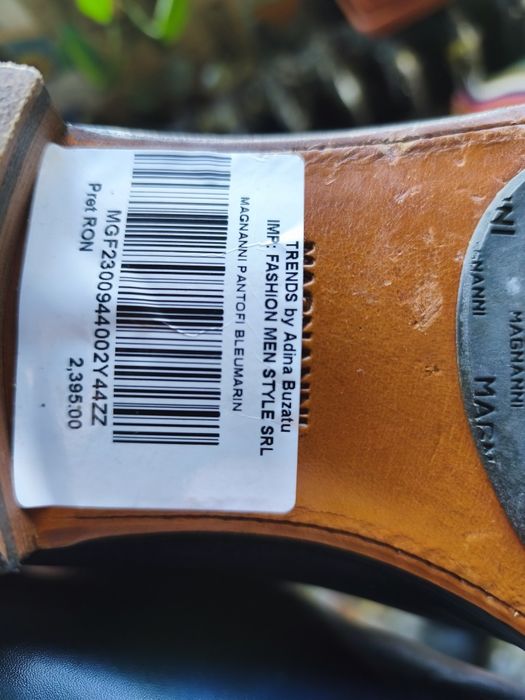 TRENDS by Adina Buzatu
IMP: FASHION MEN STYLE SRL
MAGNANNI PANTOFI BLEUMARIN
MGF2300944002Y44ZZ
Pret RON 2,395.00
MAGNANNI
MAGNANNI